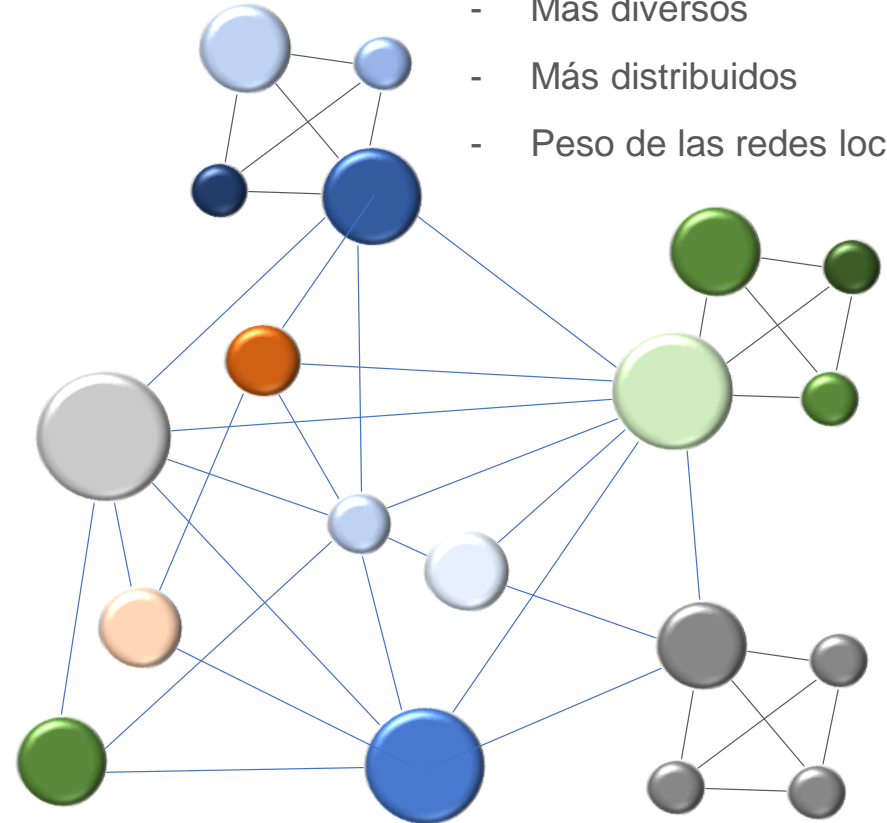 - Más diversos
- Más distribuidos
- Peso de las redes loc